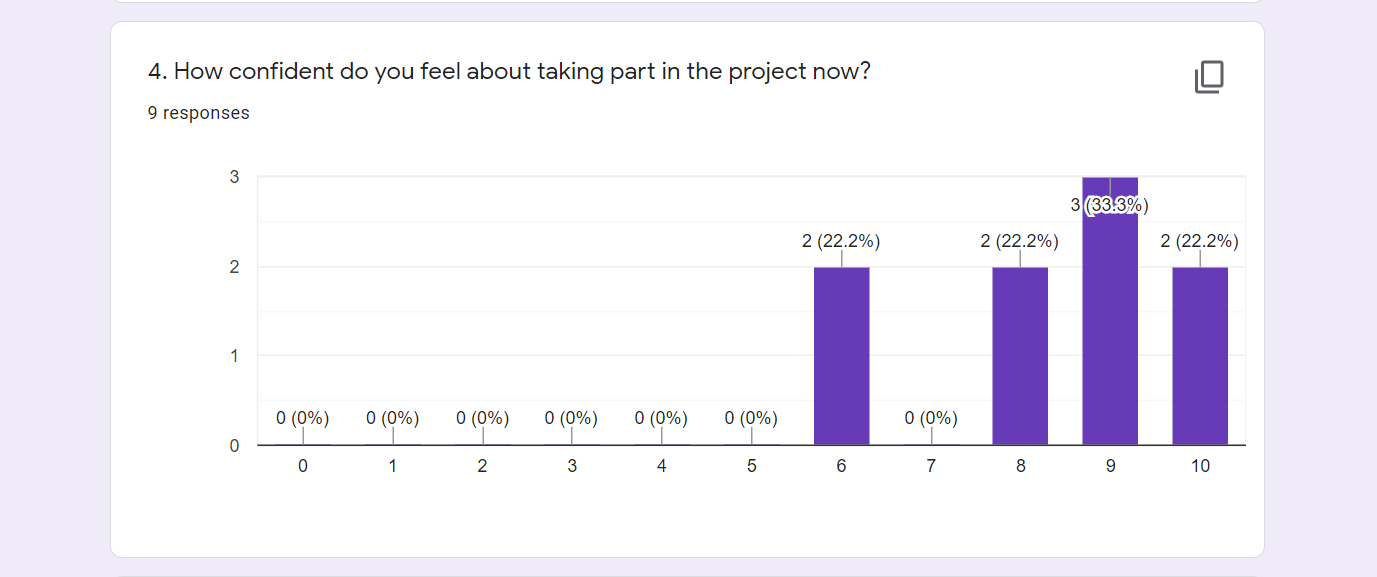 4. How confident do you feel about taking part in the project now?
9 responses
3
3 (33.3%)
2 (22.2%) 2 (22.2%) 2 (22.2%)
2
1
0 (0%) 0 (0%) 0 (0%) 0 (0%) 0 (0%) 0 (0%) 0 (0%)
0
0 1 2 3 4 5 6 7 8 9 10